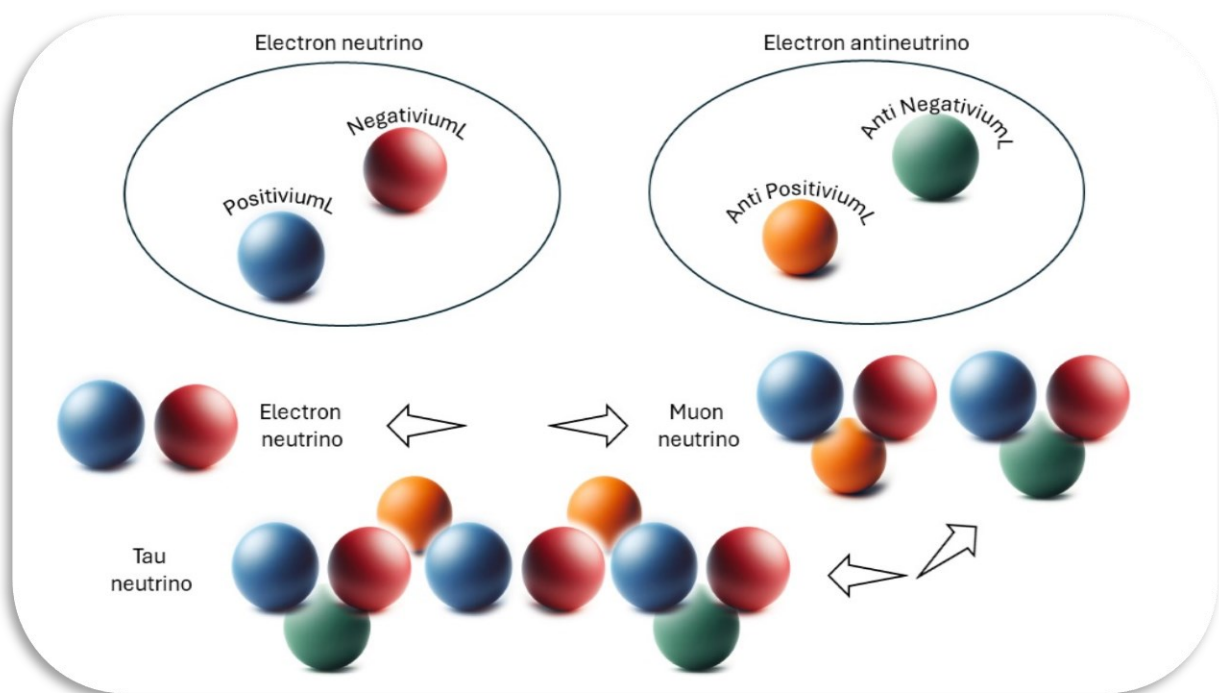 Electron neutrino
Electron antineutrino
NegativiumL
PositiviumL
Anti NegativiumL
Anti PositiviumL
Electron
neutrino
Muon
neutrino
Tau
neutrino